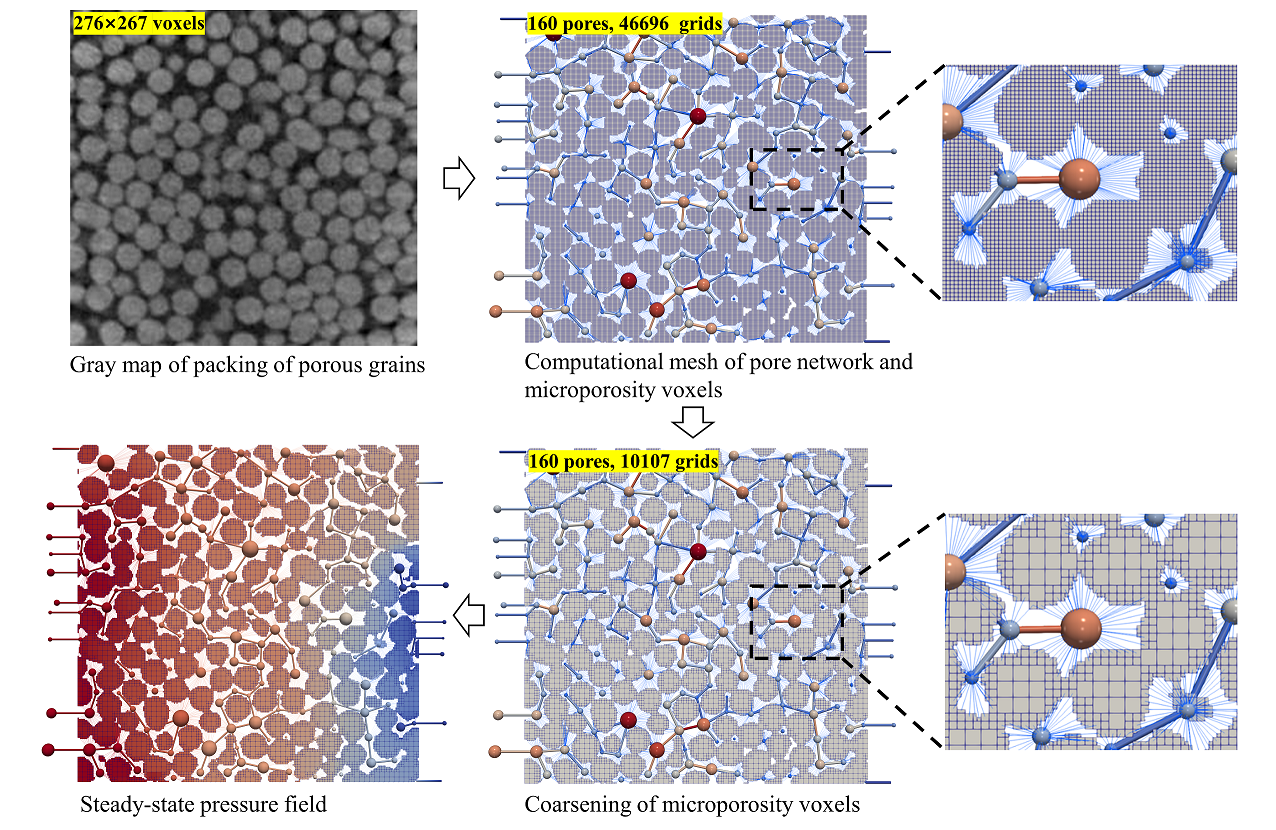 276×267 voxels
160 pores, 46696 grids
Gray map of packing of porous grains
Computational mesh of pore network and
microporosity voxels
160 pores, 10107 grids
Steady-state pressure field
Coarsening of microporosity voxels